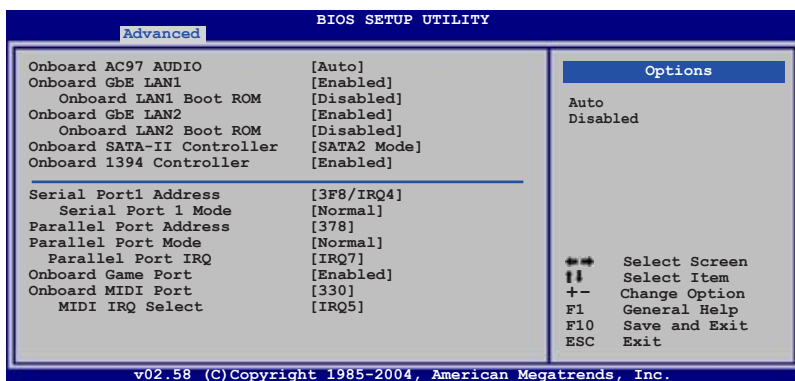 BIOS SETUP UTILITY
Advanced
Onboard AC97 AUDIO [Auto]
Onboard GbE LAN1 [Enabled]
Onboard LAN1 Boot ROM [Disabled]
Onboard GbE LAN2 [Enabled]
Onboard LAN2 Boot ROM [Disabled]
Onboard SATA-II Controller [SATA2 Mode]
Onboard 1394 Controller [Enabled]
Serial Port1 Address [3F8/IRQ4]
Serial Port 1 Mode [Normal]
Parallel Port Address [378]
Parallel Port Mode [Normal]
Parallel Port IRQ [IRQ7]
Onboard Game Port [Enabled]
Onboard MIDI Port [330]
MIDI IRQ Select [IRQ5]
Options
Auto
Disabled
←→ Select Screen
↑↓ Select Item
+- Change Option
F1 General Help
F10 Save and Exit
ESC Exit
v02.58 (C)Copyright 1985-2004, American Megatrends, Inc.